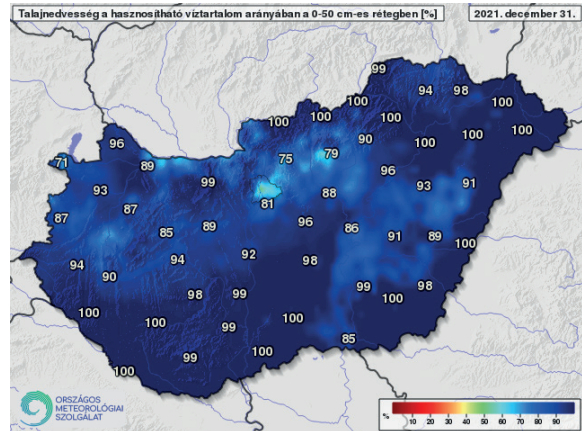 Talajnedvesség a hasznosítható víztartalom arányában a 0-50 cm-es rétegben [%] 2021. december 31.
99
94 98
100
100 100 100
100 90 100 100 100
96
71 89 75 79
99 96
93 88 93 91
87 87 81
85 89 96 86 91 89 100
94 90 94 92 98
98 99 99 100 98
100 100 99 100
99 100 85
100
ORSZÁGOS
METEOROLÓGIAI
SZOLGÁLAT
% 10 20 30 40 50 60 70 80 90